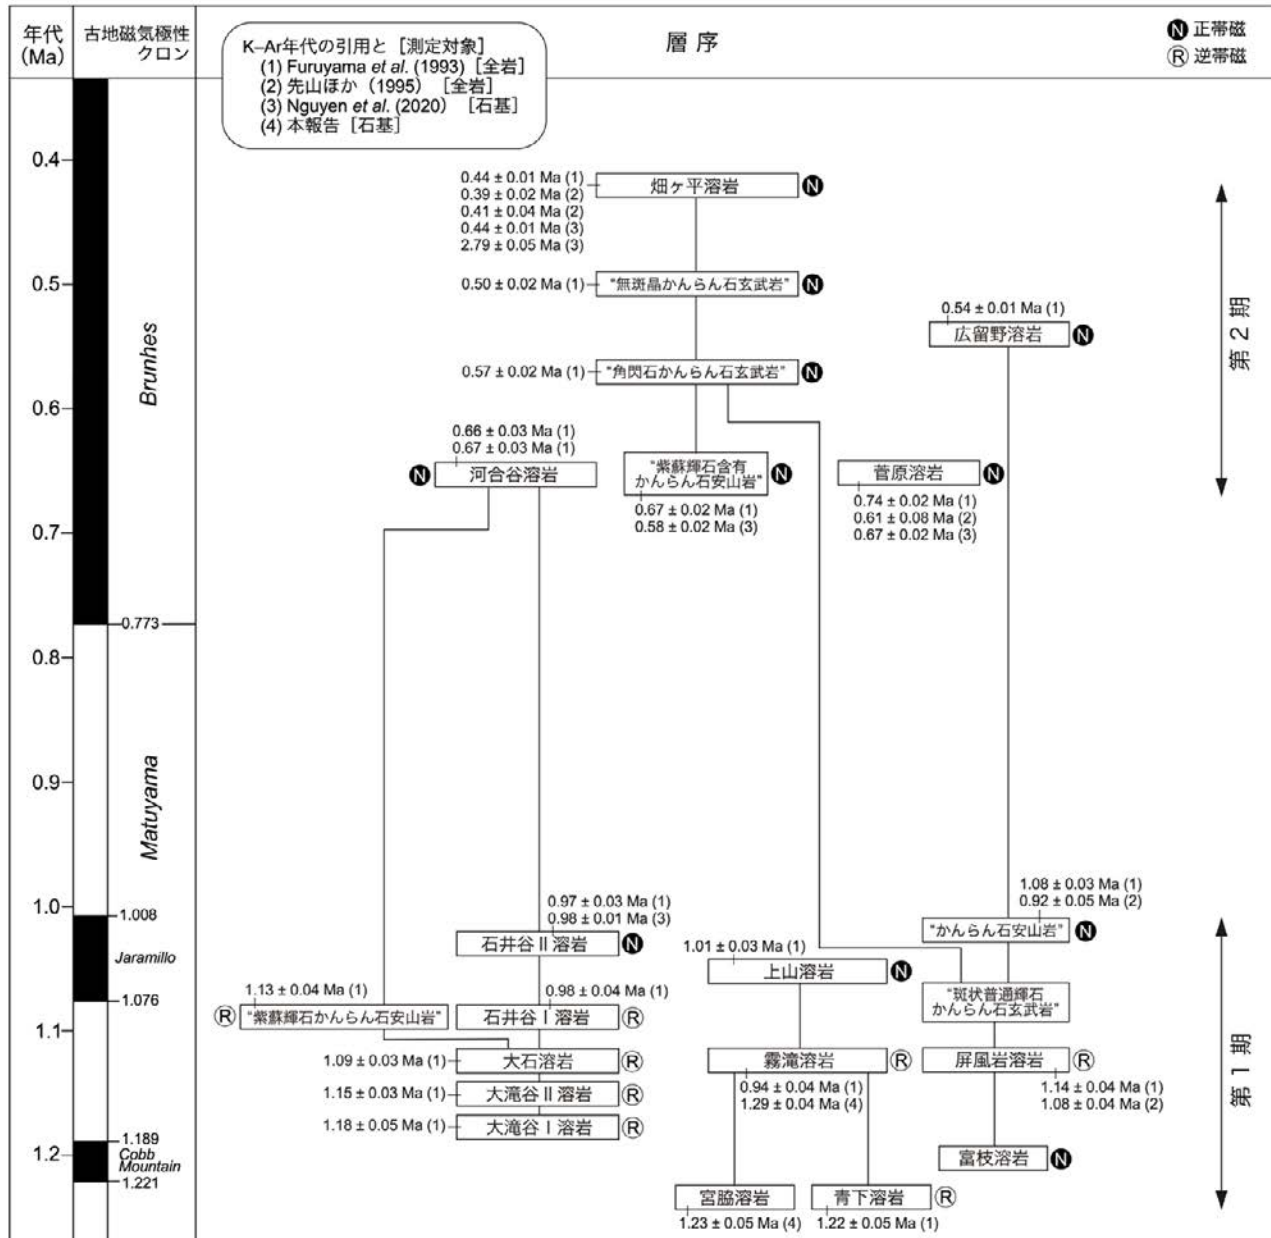 年代
(Ma)
古地磁気極性
クロン
層 序
N 正帯磁
R 逆帯磁
K–Ar年代の引用と［測定対象］
(1) Furuyama et al. (1993)［全岩］
(2) 先山ほか（1995）［全岩］
(3) Nguyen et al. (2020)［石基］
(4) 本報告［石基］
0.4
0.5
0.6
0.7
0.8
0.9
1.0
1.1
1.2
Brunhes
0.773
Matuyama
1.008
Jaramillo
1.076
1.189
Cobb
Mountain
1.221
0.44 ± 0.01 Ma (1)
0.39 ± 0.02 Ma (2)
0.41 ± 0.04 Ma (2)
0.44 ± 0.01 Ma (3)
2.79 ± 0.05 Ma (3)
畑ヶ平溶岩 N
0.50 ± 0.02 Ma (1)
“無斑晶かんらん石玄武岩” N
0.54 ± 0.01 Ma (1)
広留野溶岩 N
0.57 ± 0.02 Ma (1)
“角閃石かんらん石玄武岩” N
0.66 ± 0.03 Ma (1)
0.67 ± 0.03 Ma (1)
N 河合谷溶岩
“紫蘇輝石含有
かんらん石安山岩” N
0.67 ± 0.02 Ma (1)
0.58 ± 0.02 Ma (3)
菅原溶岩 N
0.74 ± 0.02 Ma (1)
0.61 ± 0.08 Ma (2)
0.67 ± 0.02 Ma (3)
第２期
0.97 ± 0.03 Ma (1)
0.98 ± 0.01 Ma (3)
石井谷 II 溶岩 N
1.01 ± 0.03 Ma (1)
上山溶岩 N
1.08 ± 0.03 Ma (1)
0.92 ± 0.05 Ma (2)
“かんらん石安山岩” N
1.13 ± 0.04 Ma (1)
R “紫蘇輝石かんらん石安山岩”
0.98 ± 0.04 Ma (1)
石井谷 I 溶岩 R
“斑状普通輝石
かんらん石玄武岩”
1.09 ± 0.03 Ma (1)
大石溶岩 R
霧滝溶岩 R
0.94 ± 0.04 Ma (1)
1.29 ± 0.04 Ma (4)
屏風岩溶岩 R
1.14 ± 0.04 Ma (1)
1.08 ± 0.04 Ma (2)
1.15 ± 0.03 Ma (1)
大滝谷 II 溶岩 R
1.18 ± 0.05 Ma (1)
大滝谷 I 溶岩 R
富枝溶岩 N
宮脇溶岩
1.23 ± 0.05 Ma (4)
青下溶岩 R
1.22 ± 0.05 Ma (1)
第１期